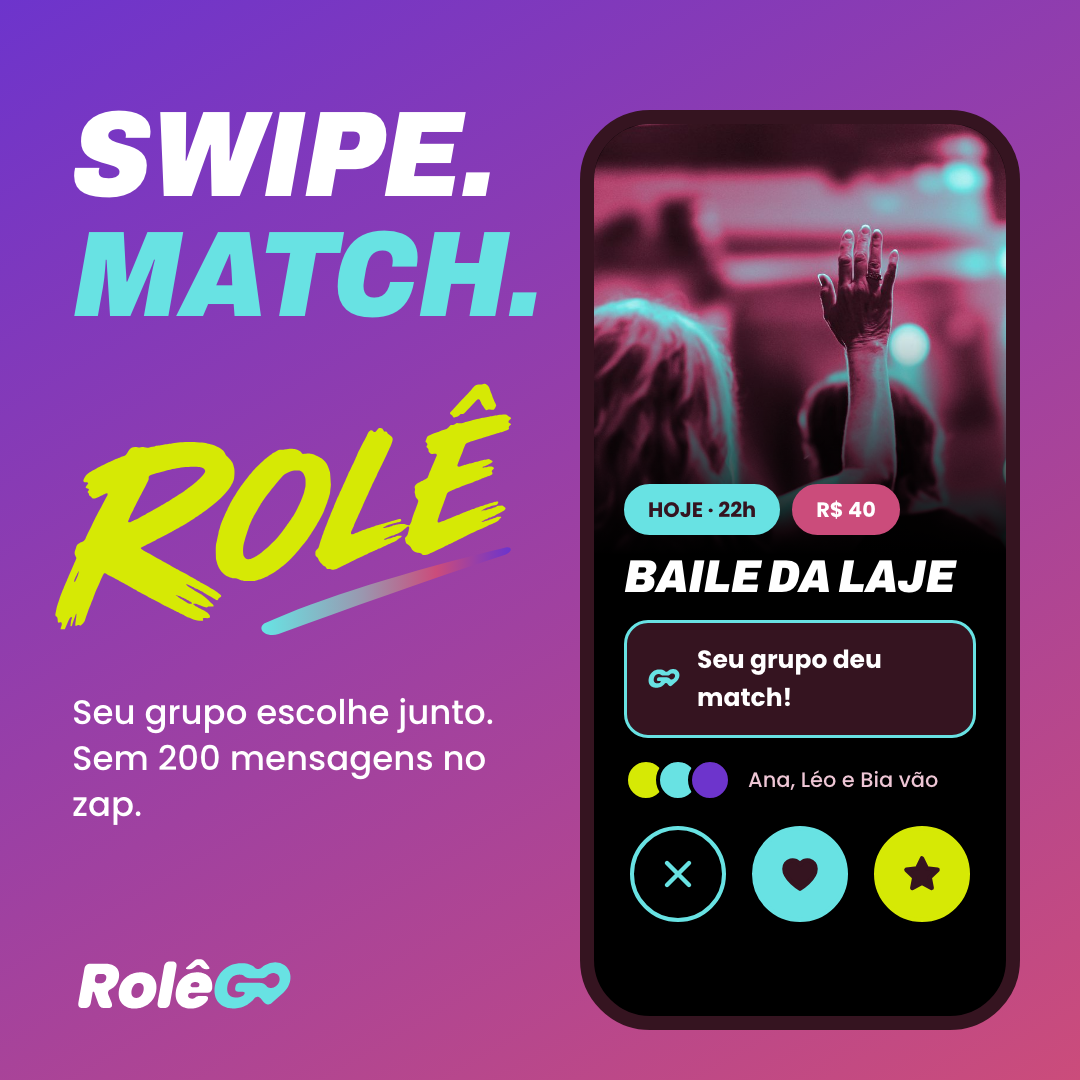 SWIPE.
MATCH.
ROLÊ
Seu grupo escolhe junto.
Sem 200 mensagens no
zap.
RolêGO
HOJE · 22h
R$ 40
BAILE DA LAJE
Seu grupo deu
match!
Ana, Léo e Bia vão